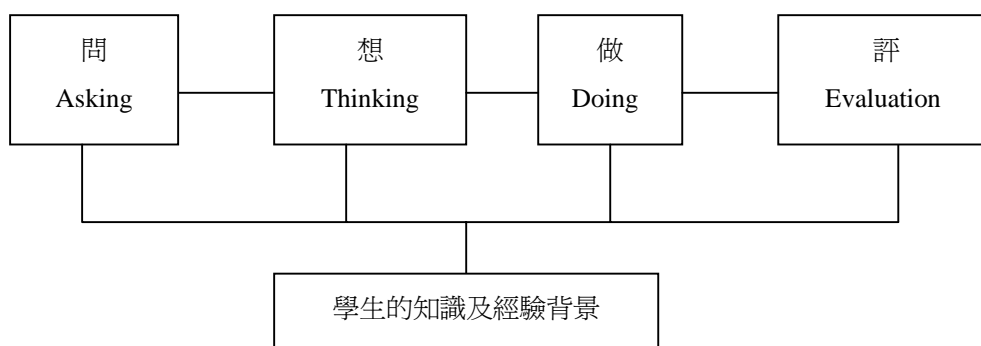 問
Asking
想
Thinking
做
Doing
評
Evaluation
學生的知識及經驗背景